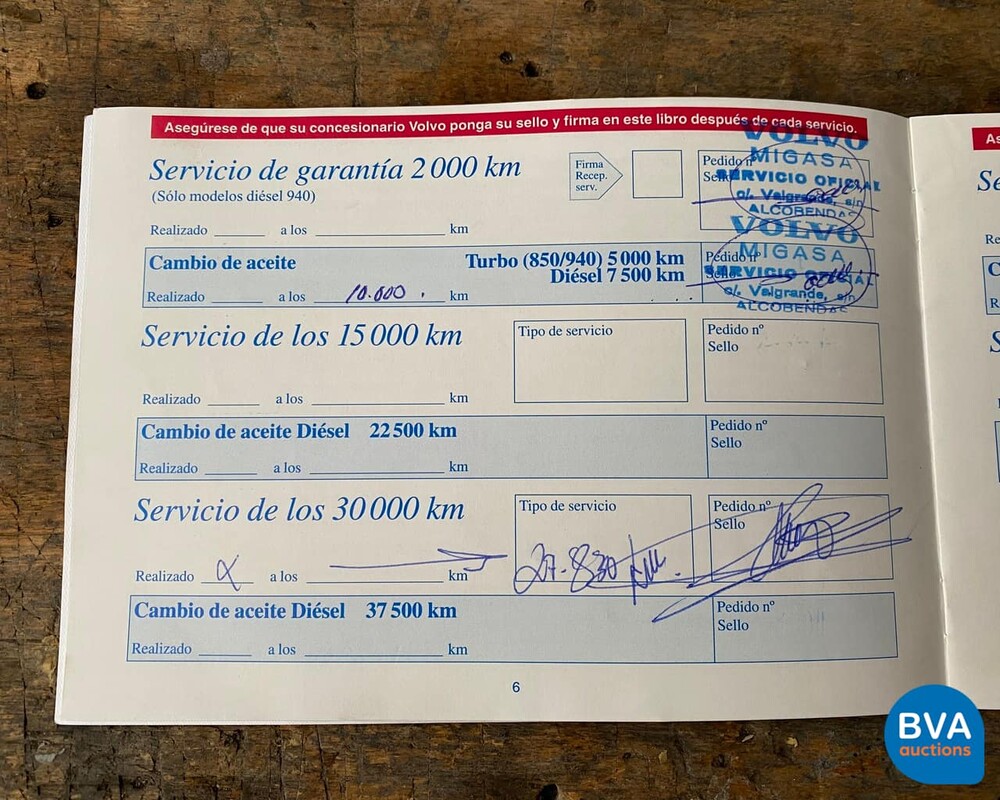 Asegúrese de que su concesionario Volvo ponga su sello y firma en este libro después de cada servicio.
Servicio de garantía 2 000 km
(Sólo modelos diésel 940)
Firma
Recep.
serv.
Pedido nº
Sello
VOLVO
MIGASA
SERVICIO OFICIAL
c/. Valgrande, s/n
ALCOBENDAS
Realizado a los km
Cambio de aceite
Turbo (850/940) 5 000 km
Diésel 7 500 km
Pedido nº
Sello
VOLVO
MIGASA
SERVICIO OFICIAL
c/. Valgrande, s/n
ALCOBENDAS
Realizado a los 10.000. km
Servicio de los 15 000 km
Tipo de servicio
Pedido nº
Sello
Realizado a los km
Cambio de aceite Diésel 22 500 km
Pedido nº
Sello
Realizado a los km
Servicio de los 30 000 km
Tipo de servicio
27.830 km.
Pedido nº
Sello
Realizado a los km
Cambio de aceite Diésel 37 500 km
Pedido nº
Sello
Realizado a los km
6
As
Se
Re
C
R
S
BVA
auctions